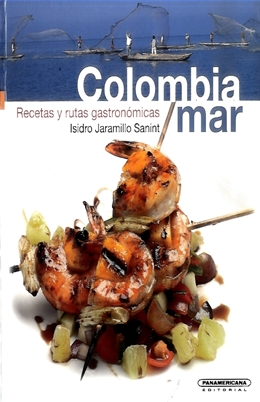 Colombia
Recetas y rutas gastronómicas
mar
Isidro Jaramillo Sanint
PANAMERICANA
EDITORIAL